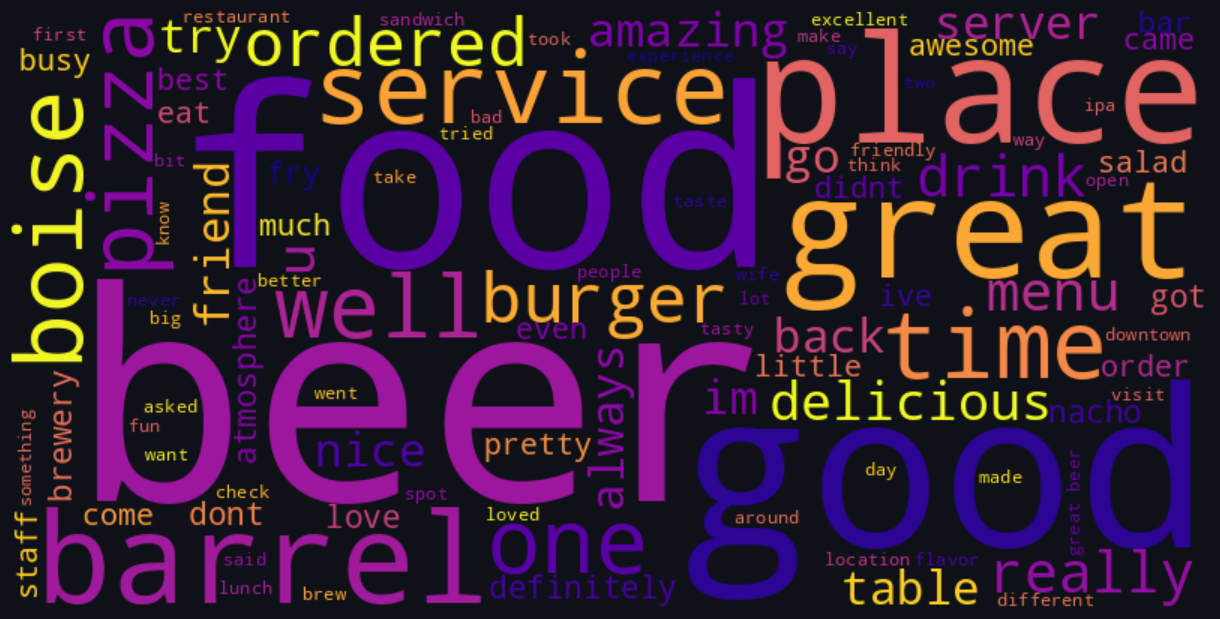 restaurant
sandwich
excellent
server
bar
first
try
ordered
took
amazing
make
say
awesome
came
busy
pizza
best
service
experience
place
two
eat
bad
tried
ipa
boise
food
way
bit
fry
take
go
friendly
think
salad
friend
didnt
drink
open
know
much
taste
great
u
better
people
wife
never
big
well
burger
lot
ive
menu
got
atmosphere
even
tasty
back
time
downtown
beer
little
order
brewery
went
always
im
delicious
visit
asked
nacho
something
fun
nice
pretty
good
want
day
made
check
spot
great beer
staff
come
dont
love
loved
one
around
barrel
said
location
flavor
really
lunch
brew
definitely
table
different